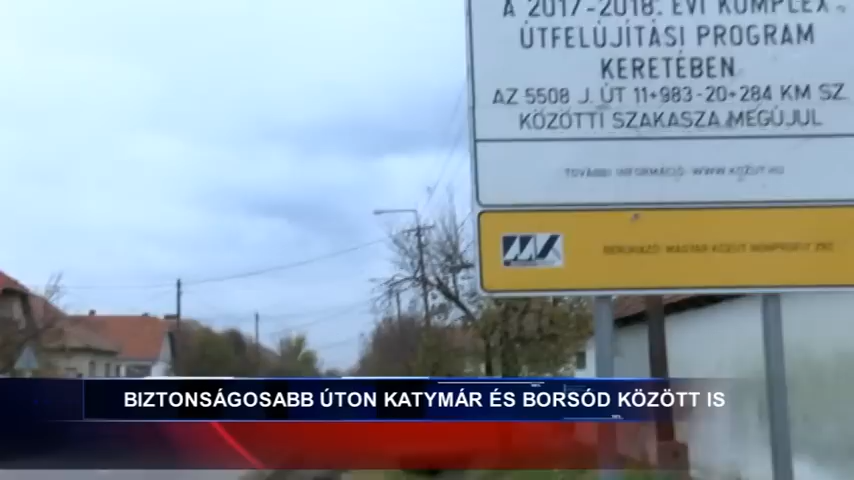 A 2017-2018. ÉVI KOMPLEX
ÚTFELÚJÍTÁSI PROGRAM
KERETÉBEN
AZ 5508 J. ÚT 11+983-20+284 KM SZ.
KÖZÖTTI SZAKASZA MEGÚJUL
TOVÁBBI INFORMÁCIÓ: WWW.KOZUT.HU
BERUHÁZÓ: MAGYAR KÖZÚT NONPROFIT ZRT.
BIZTONSÁGOSABB ÚTON KATYMÁR ÉS BORSÓD KÖZÖTT IS